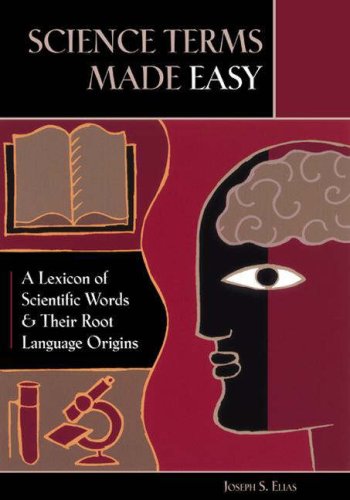 SCIENCE TERMS
MADE EASY
A Lexicon of
Scientific Words
& Their Root
Language Origins
JOSEPH S. ELIAS